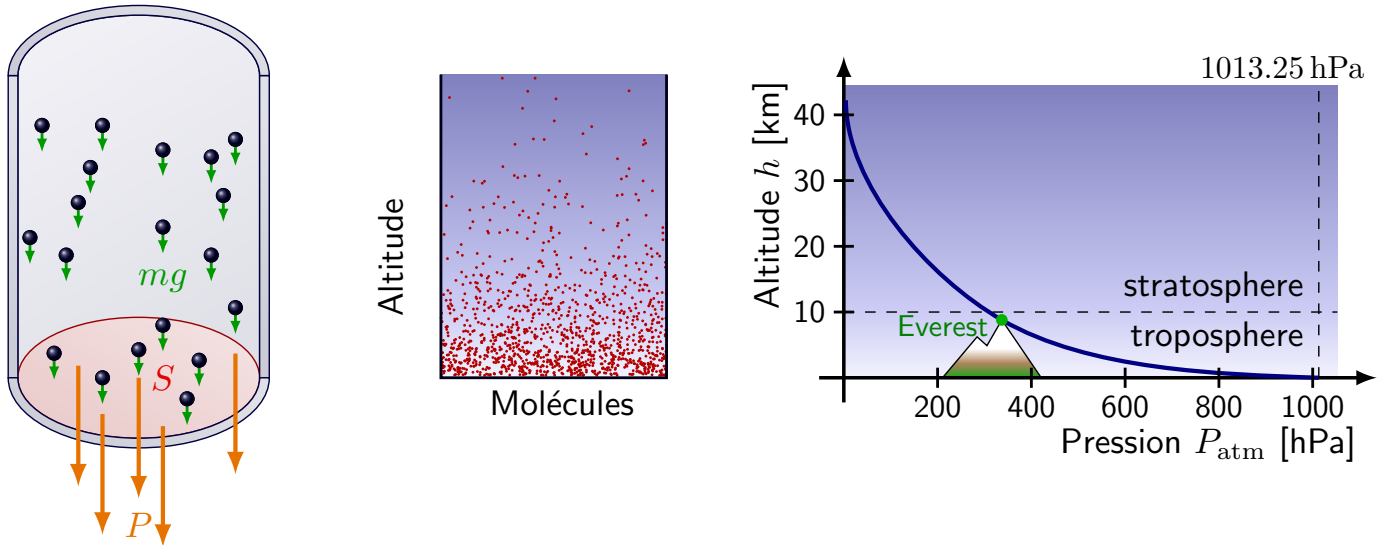 mg
S
P
Altitude
Molécules
1013.25 hPa
Altitude h [km]
40
30
20
10
stratosphere
troposphere
Everest
200
400
600
800
1000
Pression Patm [hPa]